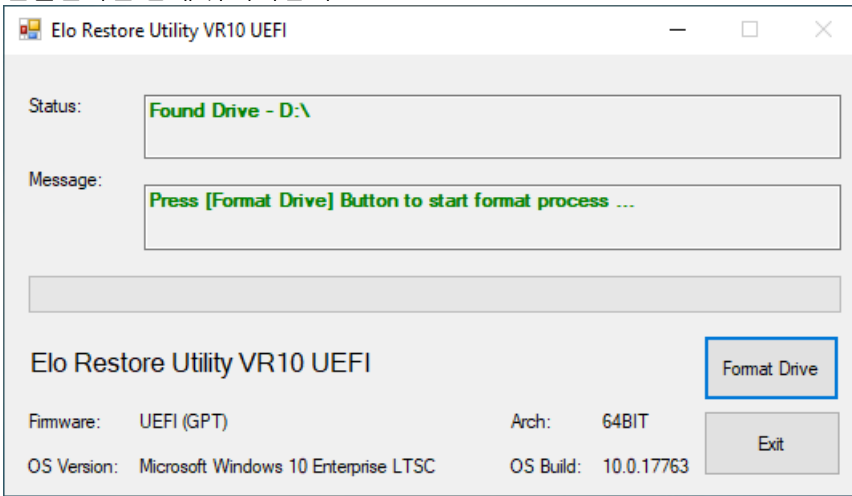 Elo Restore Utility VR10 UEFI
Status:
Found Drive - D:\
Message:
Press [Format Drive] Button to start format process ...
Elo Restore Utility VR10 UEFI
Format Drive
Firmware: UEFI (GPT) Arch: 64BIT
Exit
OS Version: Microsoft Windows 10 Enterprise LTSC OS Build: 10.0.17763